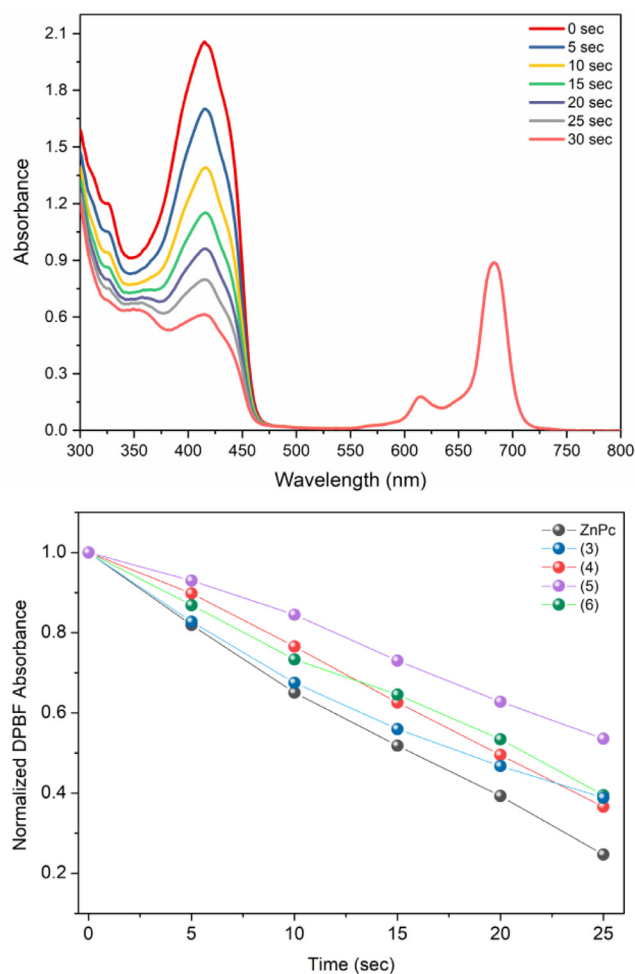 2.1
1.8
1.5
1.2
0.9
0.6
0.3
0.0
Absorbance
0 sec
5 sec
10 sec
15 sec
20 sec
25 sec
30 sec
300 350 400 450 500 550 600 650 700 750 800
Wavelength (nm)
1.0
0.8
0.6
0.4
0.2
Normalized DPBF Absorbance
ZnPc
(3)
(4)
(5)
(6)
0 5 10 15 20 25
Time (sec)